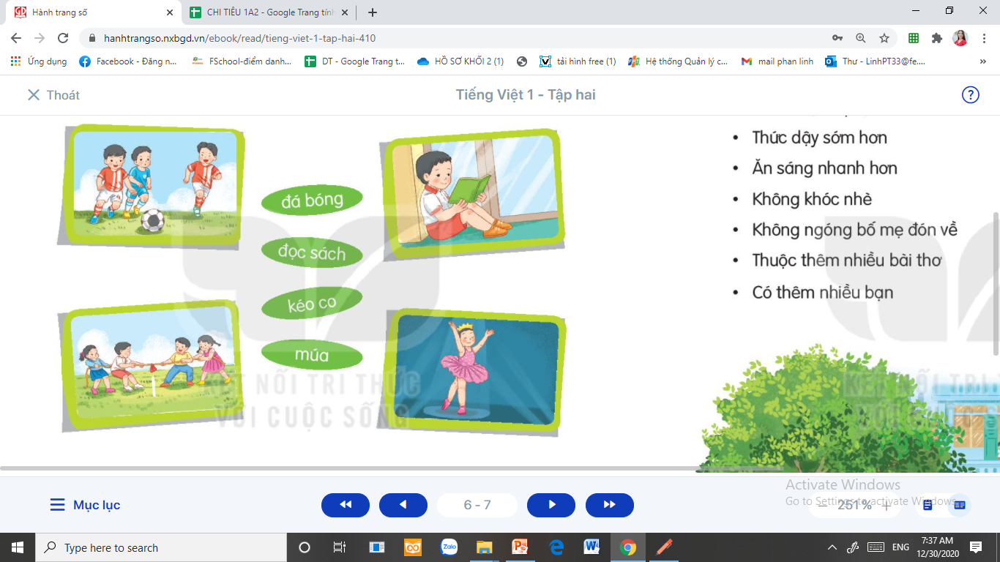 Hành trang số
CHI TIÊU 1A2 - Google Trang tính
hanhtrangso.nxbgd.vn/ebook/read/tieng-viet-1-tap-hai-410
Ứng dụng
Facebook - Đăng n...
FSchool-điểm danh...
DT - Google Trang t...
HỒ SƠ KHỐI 2 (1)
tải hình free (1)
Hệ thống Quản lý c...
mail phan linh
Thư - LinhPT33@fe....
Thoát
Tiếng Việt 1 - Tập hai
đá bóng
đọc sách
kéo co
múa
• Thức dậy sớm hơn
• Ăn sáng nhanh hơn
• Không khóc nhè
• Không ngóng bố mẹ đón về
• Thuộc thêm nhiều bài thơ
• Có thêm nhiều bạn
KẾT NỐI TRI THỨC
VỚI CUỘC SỐNG
KẾT NỐI TRI
VỚI CUỘC
Activate Windows
Go to Settings to activate Windows.
Mục lục
6 - 7
251%
Type here to search
ENG
7:37 AM
12/30/2020